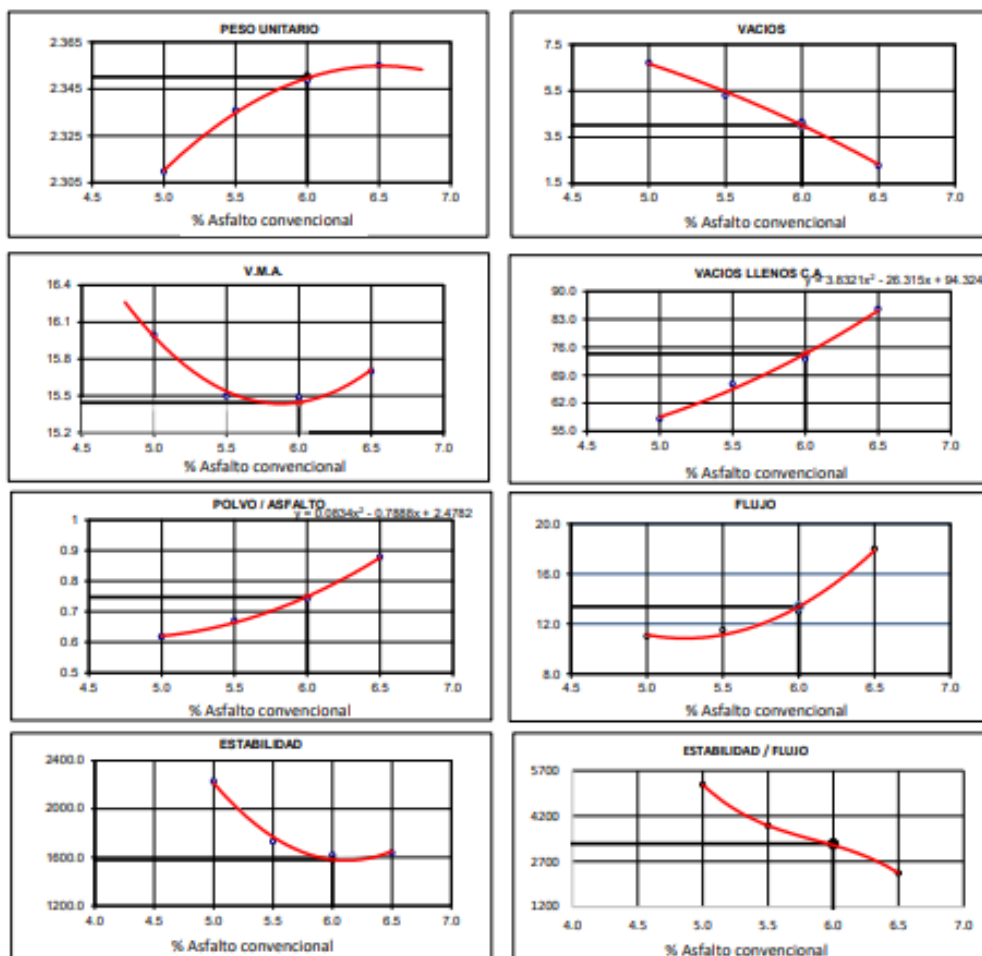 PESO UNITARIO
2.365
2.345
2.325
2.305
4.5 5.0 5.5 6.0 6.5 7.0
% Asfalto convencional
VACIOS
7.5
5.5
3.5
1.5
4.5 5.0 5.5 6.0 6.5 7.0
% Asfalto convencional
V.M.A.
16.4
16.1
15.8
15.5
15.2
4.5 5.0 5.5 6.0 6.5 7.0
% Asfalto convencional
VACIOS LLENOS C.A
y = 3.8321x² - 26.315x + 94.324
90.0
83.0
76.0
69.0
62.0
55.0
4.5 5.0 5.5 6.0 6.5 7.0
% Asfalto convencional
POLVO / ASFALTO
y = 0.0834x² - 0.7888x + 2.4782
1
0.9
0.8
0.7
0.6
0.5
4.5 5.0 5.5 6.0 6.5 7.0
% Asfalto convencional
FLUJO
20.0
16.0
12.0
8.0
4.5 5.0 5.5 6.0 6.5 7.0
% Asfalto convencional
ESTABILIDAD
2400.0
2000.0
1600.0
1200.0
4.0 4.5 5.0 5.5 6.0 6.5 7.0
% Asfalto convencional
ESTABILIDAD / FLUJO
5700
4200
2700
1200
4.0 4.5 5.0 5.5 6.0 6.5 7.0
% Asfalto convencional